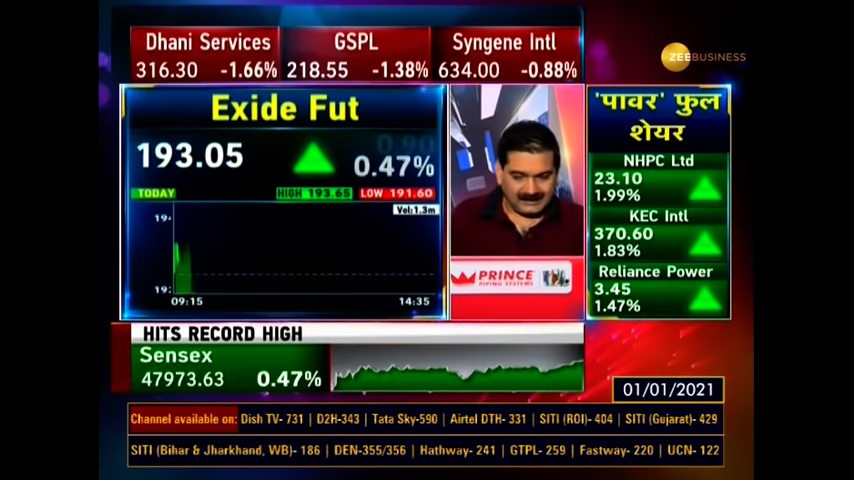 Dhani Services
316.30 -1.66%
GSPL
218.55 -1.38%
Syngene Intl
634.00 -0.88%
ZEEBUSINESS
Exide Fut
193.05
0.90
0.47%
TODAY
HIGH 193.65 LOW 191.60
Vol:1.3m
19:
09:15 14:35
PRINCE
PIPING SYSTEMS
'पावर' फुल
शेयर
NHPC Ltd
23.10
1.99%
KEC Intl
370.60
1.83%
Reliance Power
3.45
1.47%
HITS RECORD HIGH
Sensex
47973.63 0.47%
01/01/2021
Channel available on: Dish TV- 731 | D2H-343 | Tata Sky-590 | Airtel DTH- 331 | SITI (ROI)- 404 | SITI (Gujarat)- 429
SITI (Bihar & Jharkhand, WB)- 186 | DEN-355/356 | Hathway- 241 | GTPL- 259 | Fastway- 220 | UCN- 122